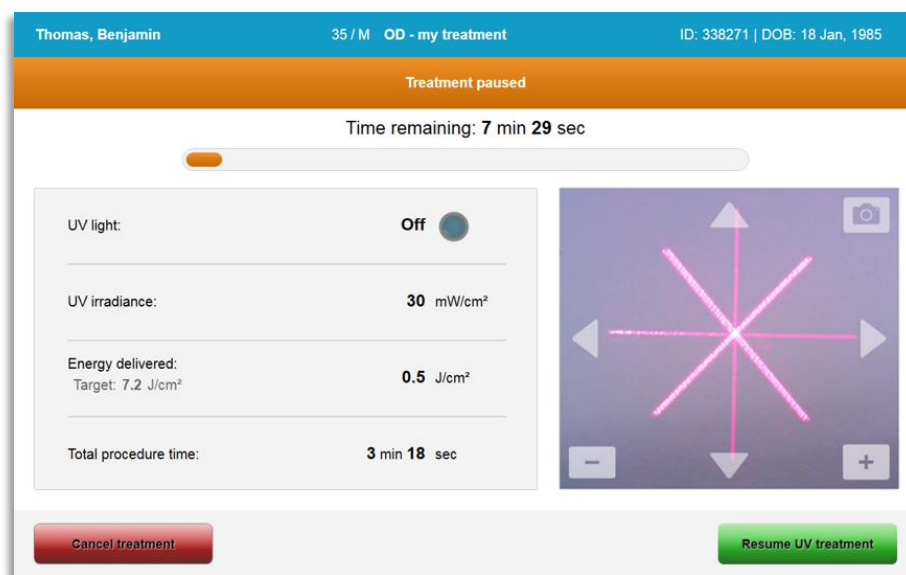 Thomas, Benjamin 35 / M OD - my treatment ID: 338271 | DOB: 18 Jan, 1985
Treatment paused
Time remaining: 7 min 29 sec
UV light: Off
UV irradiance: 30 mW/cm²
Energy delivered:
Target: 7.2 J/cm² 0.5 J/cm²
Total procedure time: 3 min 18 sec
Cancel treatment Resume UV treatment